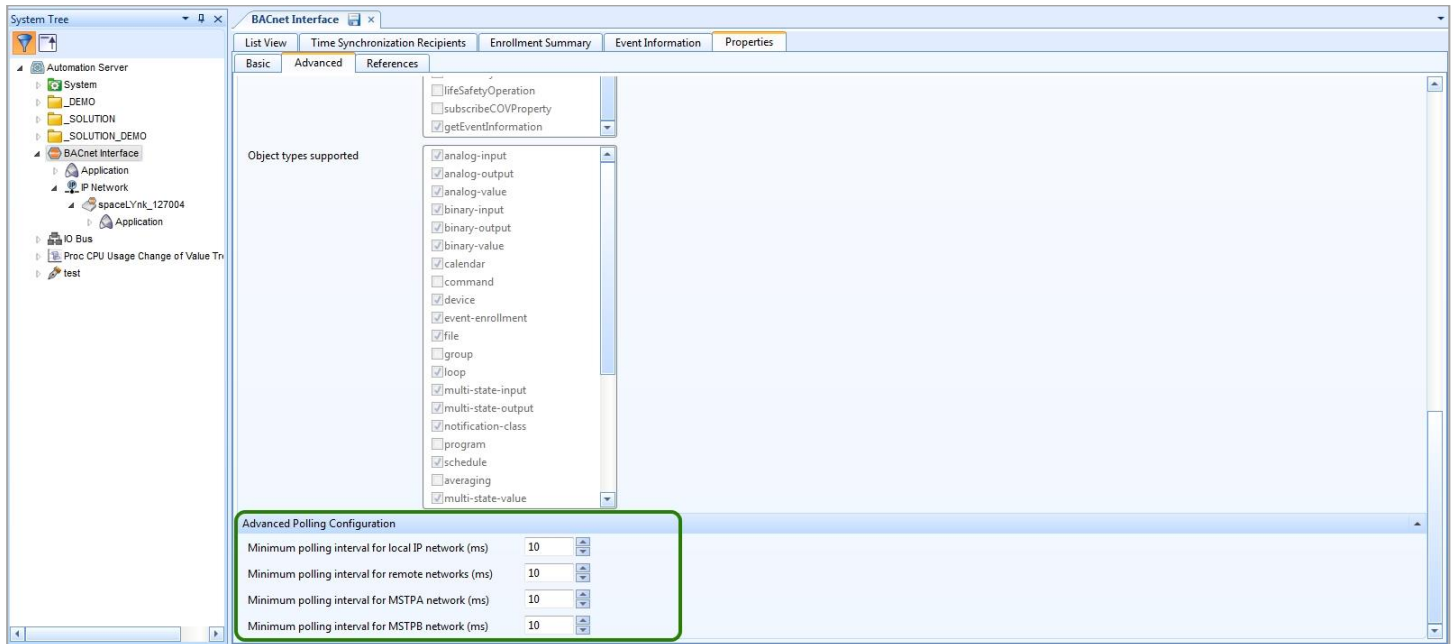 System Tree
Automation Server
System
_DEMO
_SOLUTION
_SOLUTION_DEMO
BACnet Interface
Application
IP Network
spaceLYnk_127004
Application
IO Bus
Proc CPU Usage Change of Value Tre
test
BACnet Interface
List View
Time Synchronization Recipients
Enrollment Summary
Event Information
Properties
Basic
Advanced
References
lifeSafetyOperation
subscribeCOVProperty
getEventInformation
Object types supported
analog-input
analog-output
analog-value
binary-input
binary-output
binary-value
calendar
command
device
event-enrollment
file
group
loop
multi-state-input
multi-state-output
notification-class
program
schedule
averaging
multi-state-value
Advanced Polling Configuration
Minimum polling interval for local IP network (ms) 10
Minimum polling interval for remote networks (ms) 10
Minimum polling interval for MSTPA network (ms) 10
Minimum polling interval for MSTPB network (ms) 10